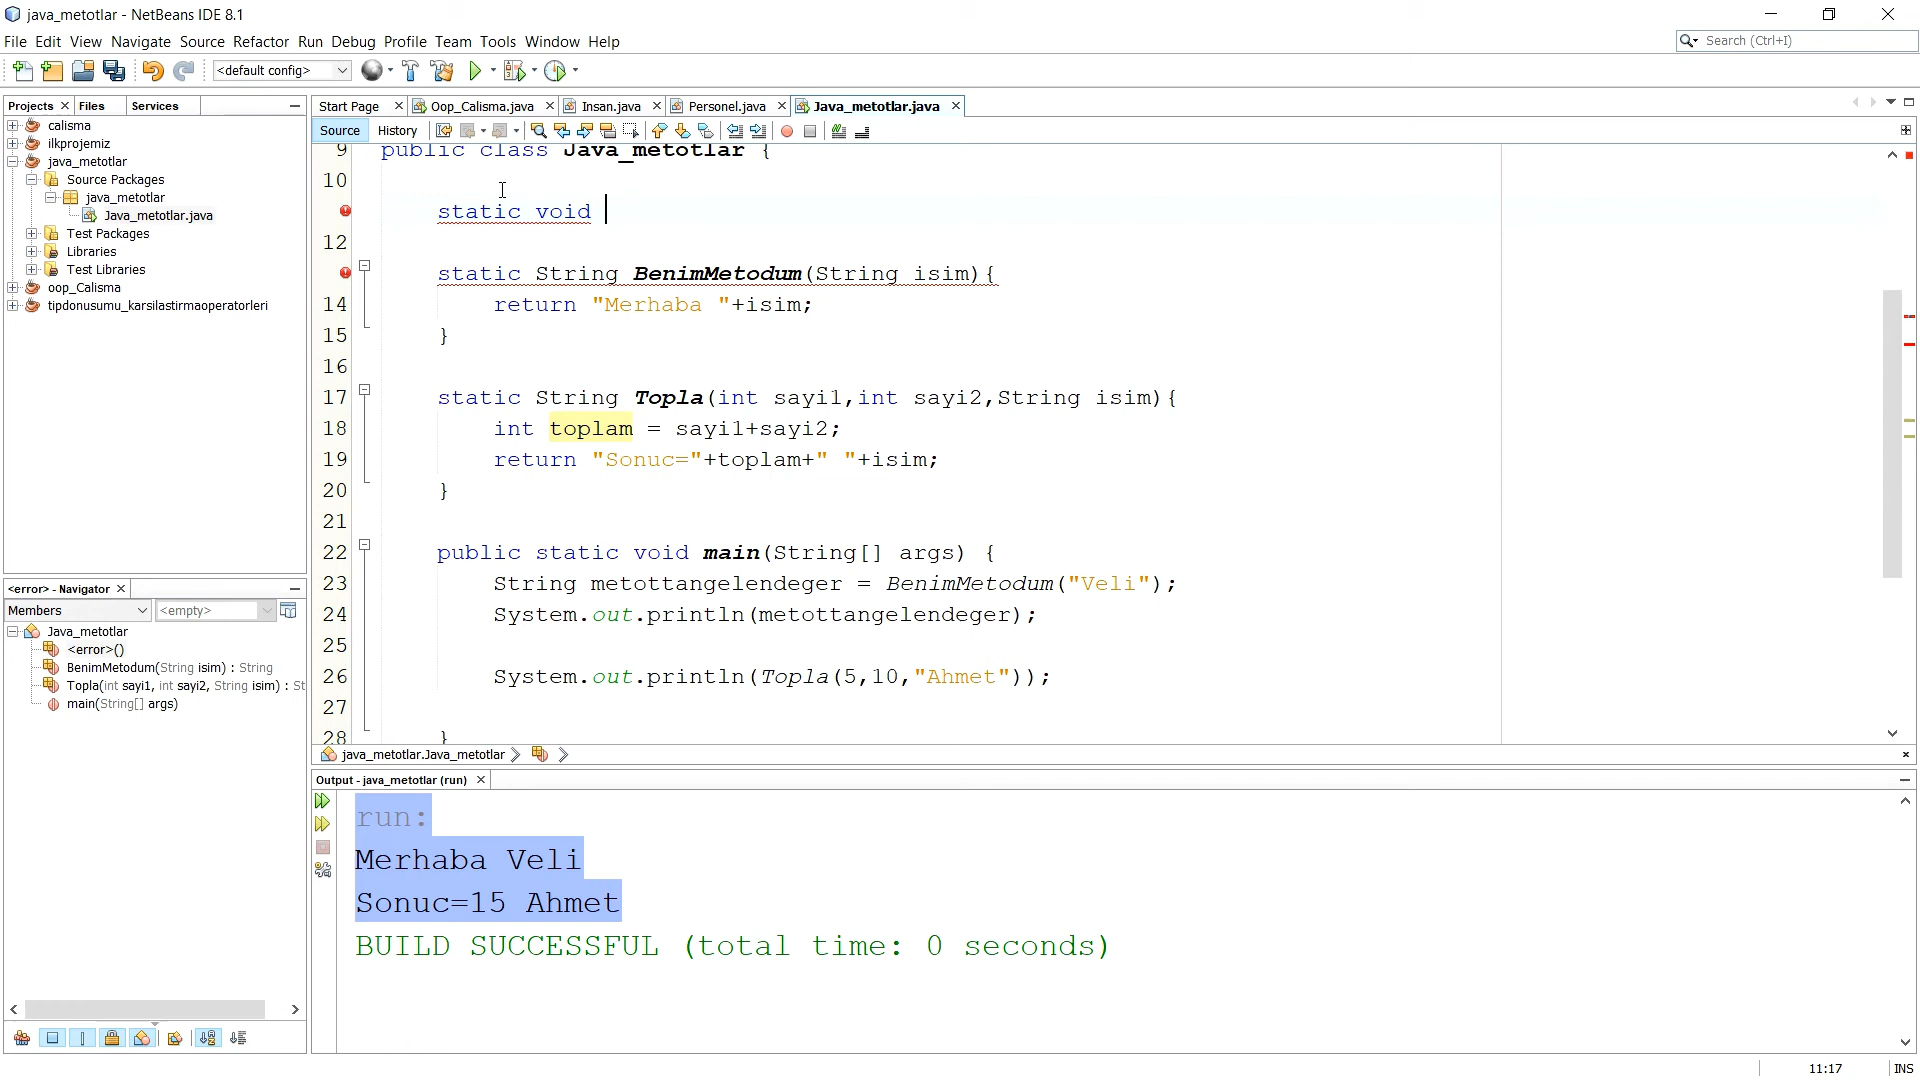 java_metotlar - NetBeans IDE 8.1
File Edit View Navigate Source Refactor Run Debug Profile Team Tools Window Help
Search (Ctrl+I)
<default config>
Projects Files Services
Start Page Oop_Calisma.java Insan.java Personel.java Java_metotlar.java
Source History
calisma
ilkprojemiz
java_metotlar
Source Packages
java_metotlar
Java_metotlar.java
Test Packages
Libraries
Test Libraries
oop_Calisma
tipdonusumu_karsilastirmaoperatorleri
<error> - Navigator
Members <empty>
Java_metotlar
<error>()
BenimMetodum(String isim) : String
Topla(int sayi1, int sayi2, String isim) : St
main(String[] args)
9 public class Java_metotlar {
10
static void
12
static String BenimMetodum(String isim){
14 return "Merhaba "+isim;
15 }
16
17 static String Topla(int sayi1,int sayi2,String isim){
18 int toplam = sayi1+sayi2;
19 return "Sonuc="+toplam+" "+isim;
20 }
21
22 public static void main(String[] args) {
23 String metottangelendeger = BenimMetodum("Veli");
24 System.out.println(metottangelendeger);
25
26 System.out.println(Topla(5,10,"Ahmet"));
27
28 }
java_metotlar.Java_metotlar
Output - java_metotlar (run)
run:
Merhaba Veli
Sonuc=15 Ahmet
BUILD SUCCESSFUL (total time: 0 seconds)
11:17 INS